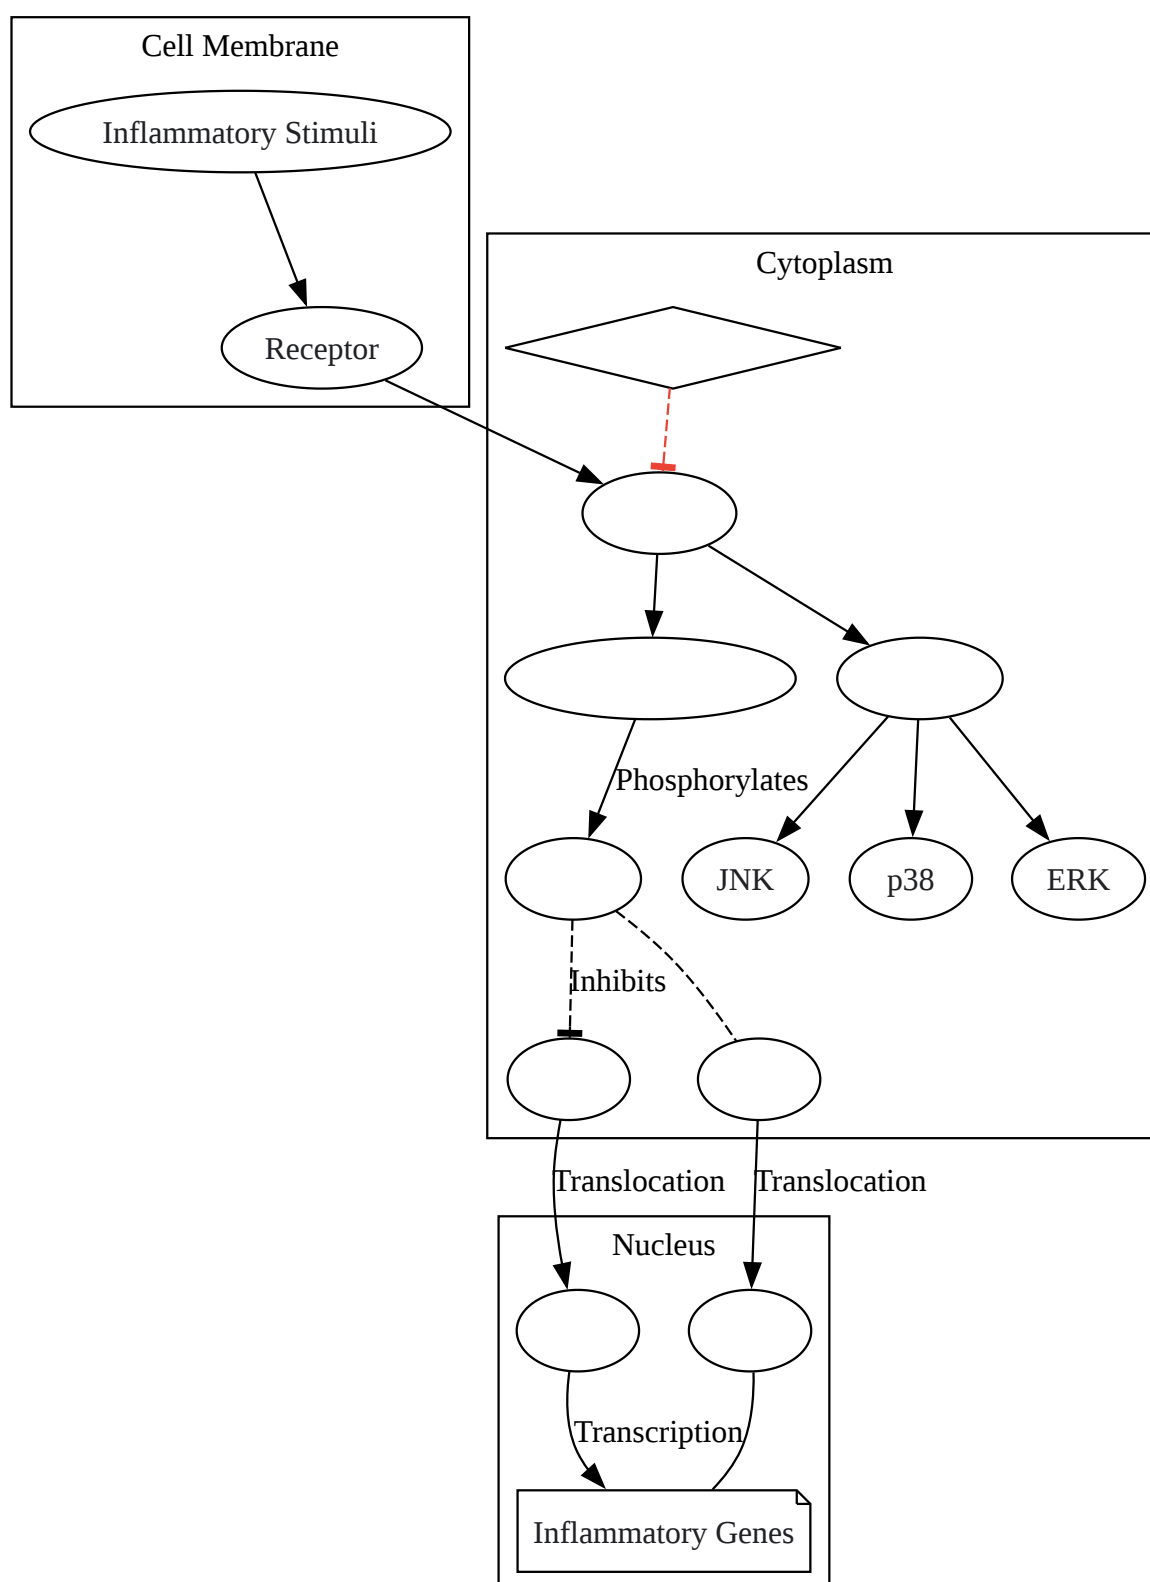 Cell Membrane
Inflammatory Stimuli
Receptor
Cytoplasm
Phosphorylates
JNK
p38
ERK
Inhibits
Translocation
Translocation
Nucleus
Transcription
Inflammatory Genes